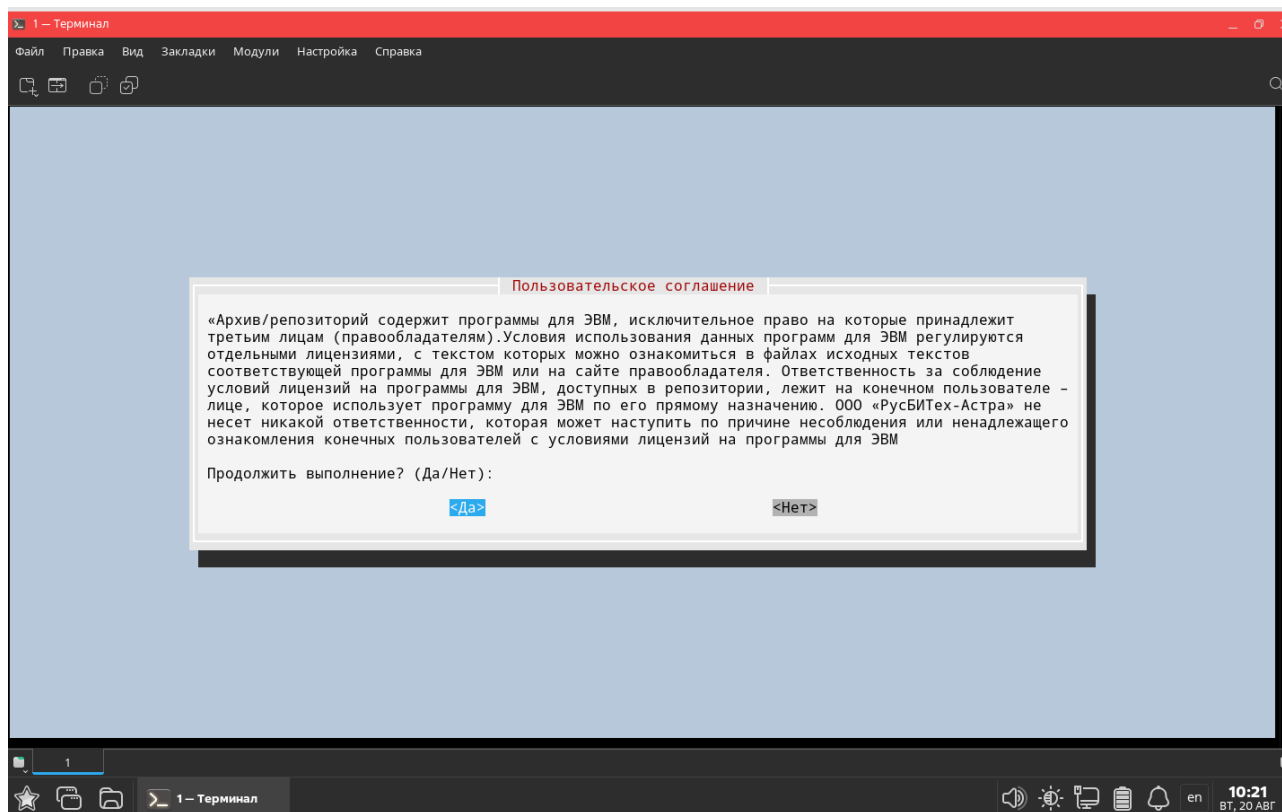 1 — Терминал
Файл Правка Вид Закладки Модули Настройка Справка
Пользовательское соглашение
«Архив/репозиторий содержит программы для ЭВМ, исключительное право на которые принадлежит
третьим лицам (правообладателям).Условия использования данных программ для ЭВМ регулируются
отдельными лицензиями, с текстом которых можно ознакомиться в файлах исходных текстов
соответствующей программы для ЭВМ или на сайте правообладателя. Ответственность за соблюдение
условий лицензий на программы для ЭВМ, доступных в репозитории, лежит на конечном пользователе –
лице, которое использует программу для ЭВМ по его прямому назначению. ООО «РусБИТех-Астра» не
несет никакой ответственности, которая может наступить по причине несоблюдения или ненадлежащего
ознакомления конечных пользователей с условиями лицензий на программы для ЭВМ
Продолжить выполнение? (Да/Нет):
<Да> <Нет>
1
1 — Терминал
en
10:21
ВТ, 20 АВГ